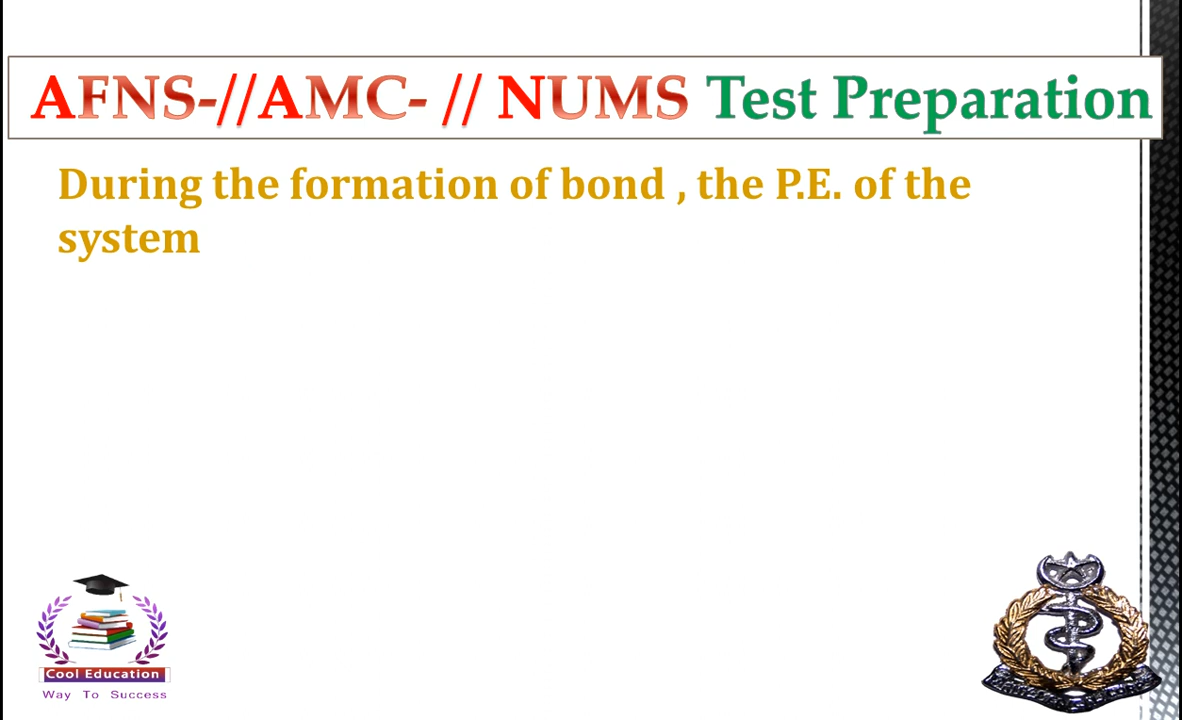 AFNS-//AMC- // NUMS Test Preparation
During the formation of bond , the P.E. of the
system
Cool Education
Way To Success